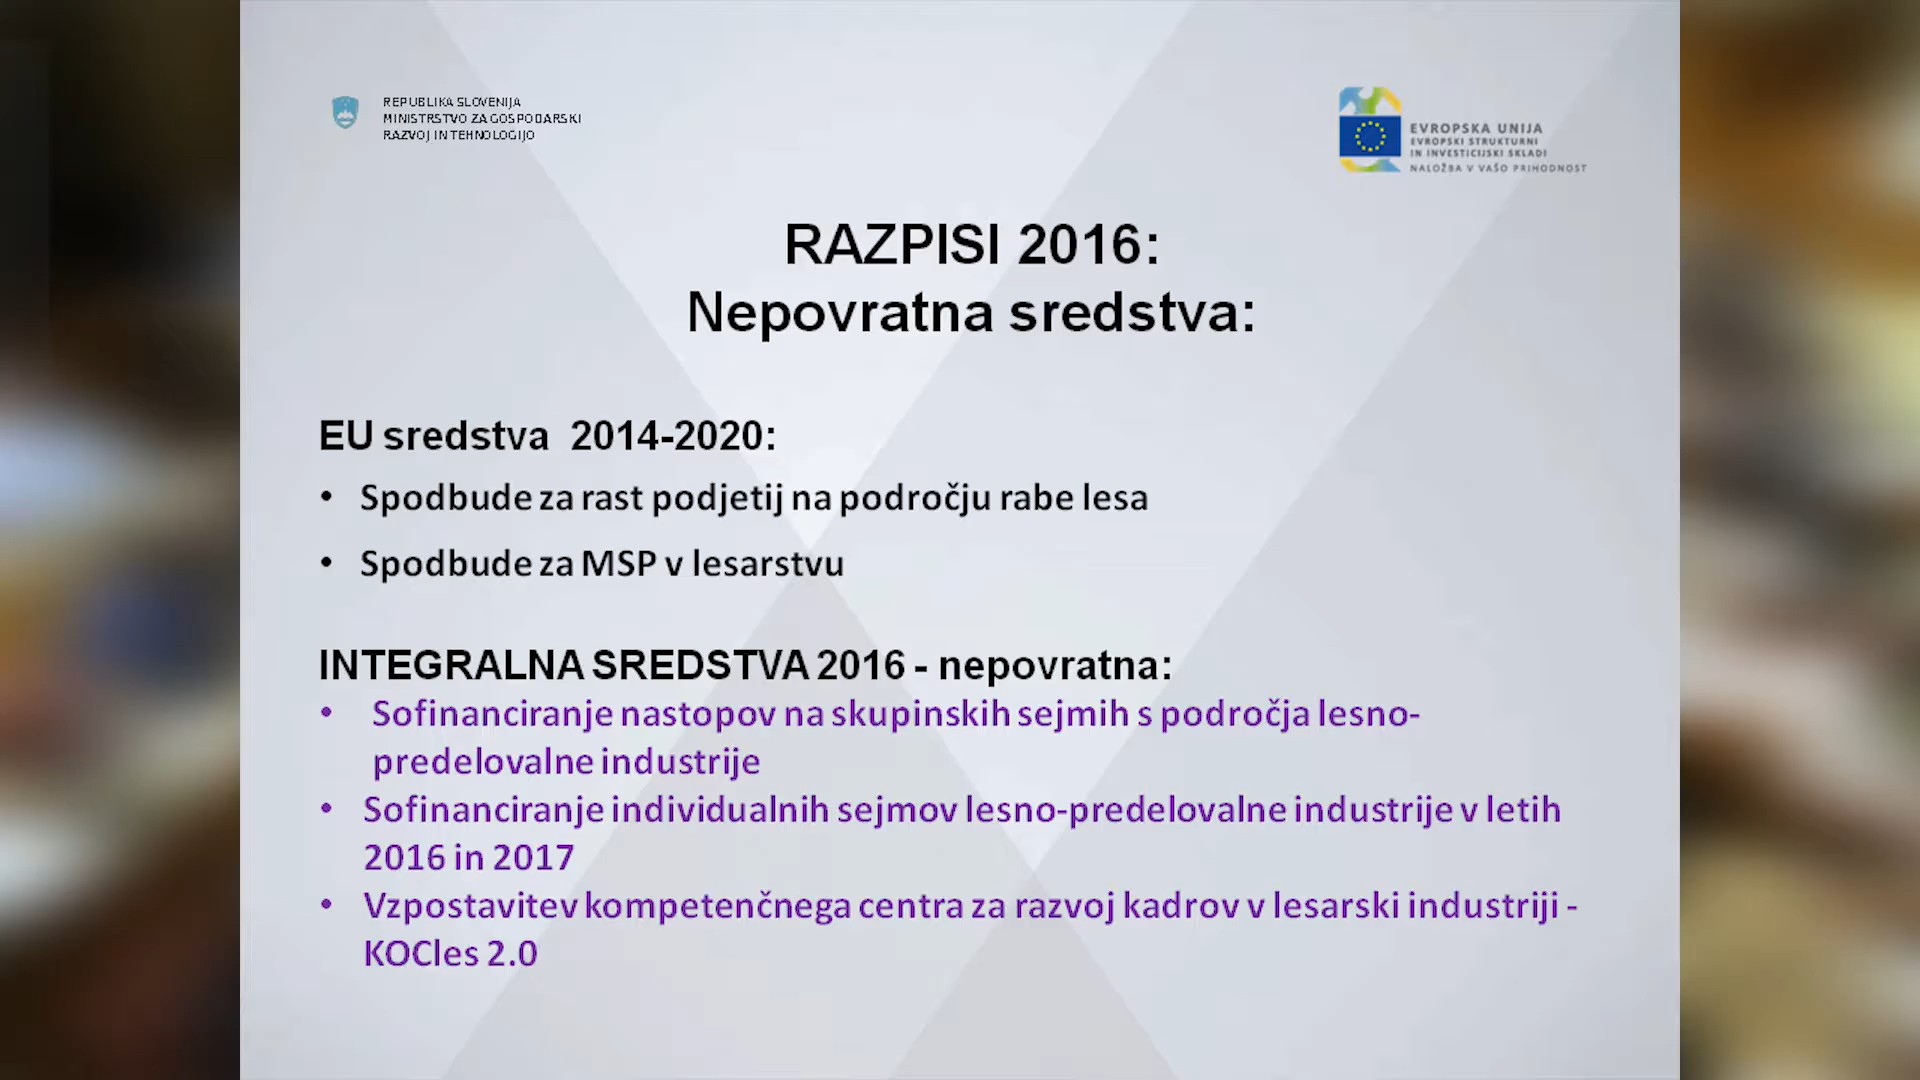 REPUBLIKA SLOVENIJA
MINISTRSTVO ZA GOSPODARSKI
RAZVOJ IN TEHNOLOGIJO
EVROPSKA UNIJA
EVROPSKI STRUKTURNI
IN INVESTICIJSKI SKLADI
NALOŽBA V VAŠO PRIHODNOST
RAZPISI 2016:
Nepovratna sredstva:
EU sredstva 2014-2020:
• Spodbude za rast podjetij na področju rabe lesa
• Spodbude za MSP v lesarstvu
INTEGRALNA SREDSTVA 2016 - nepovratna:
• Sofinanciranje nastopov na skupinskih sejmih s področja lesno-
predelovalne industrije
• Sofinanciranje individualnih sejmov lesno-predelovalne industrije v letih
2016 in 2017
• Vzpostavitev kompetenčnega centra za razvoj kadrov v lesarski industriji -
KOCles 2.0